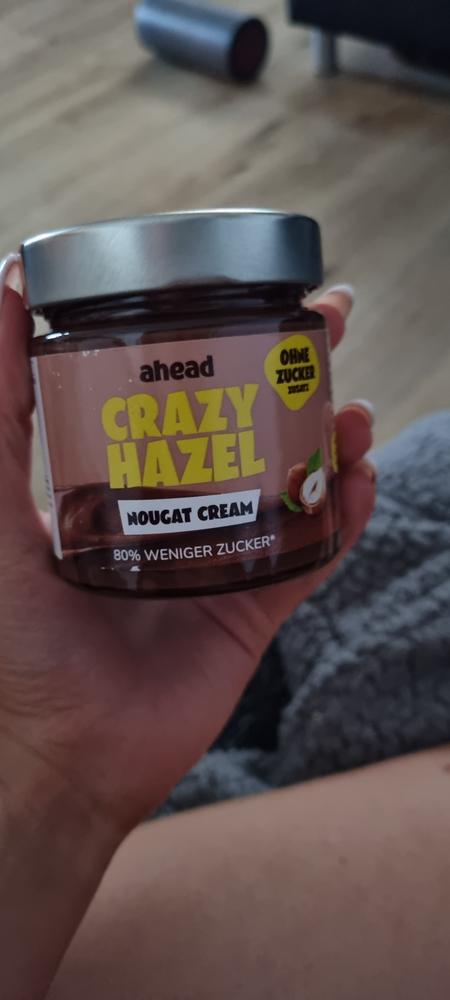 ahead
CRAZY
HAZEL
NOUGAT CREAM
80% WENIGER ZUCKER*
OHNE
ZUCKER
ZUSATZ